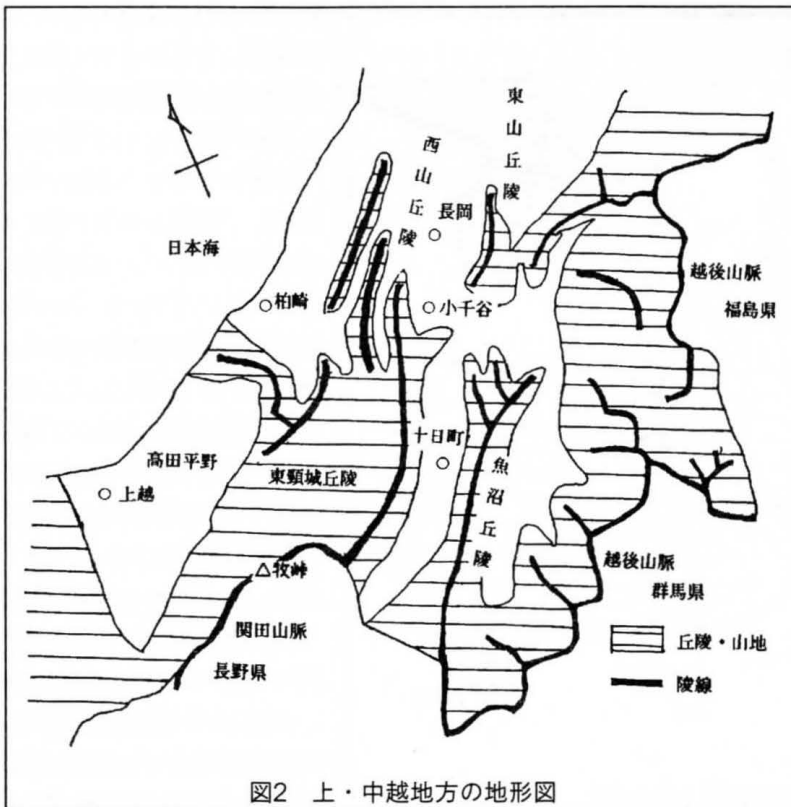 東山丘陵
西山丘陵
長岡
日本海
越後山脈
福島県
柏崎
小千谷
十日町
高田平野
上越
東頸城丘陵
魚沼丘陵
牧峠
越後山脈
群馬県
関田山脈
長野県
丘陵・山地
陵線
図2 上・中越地方の地形図